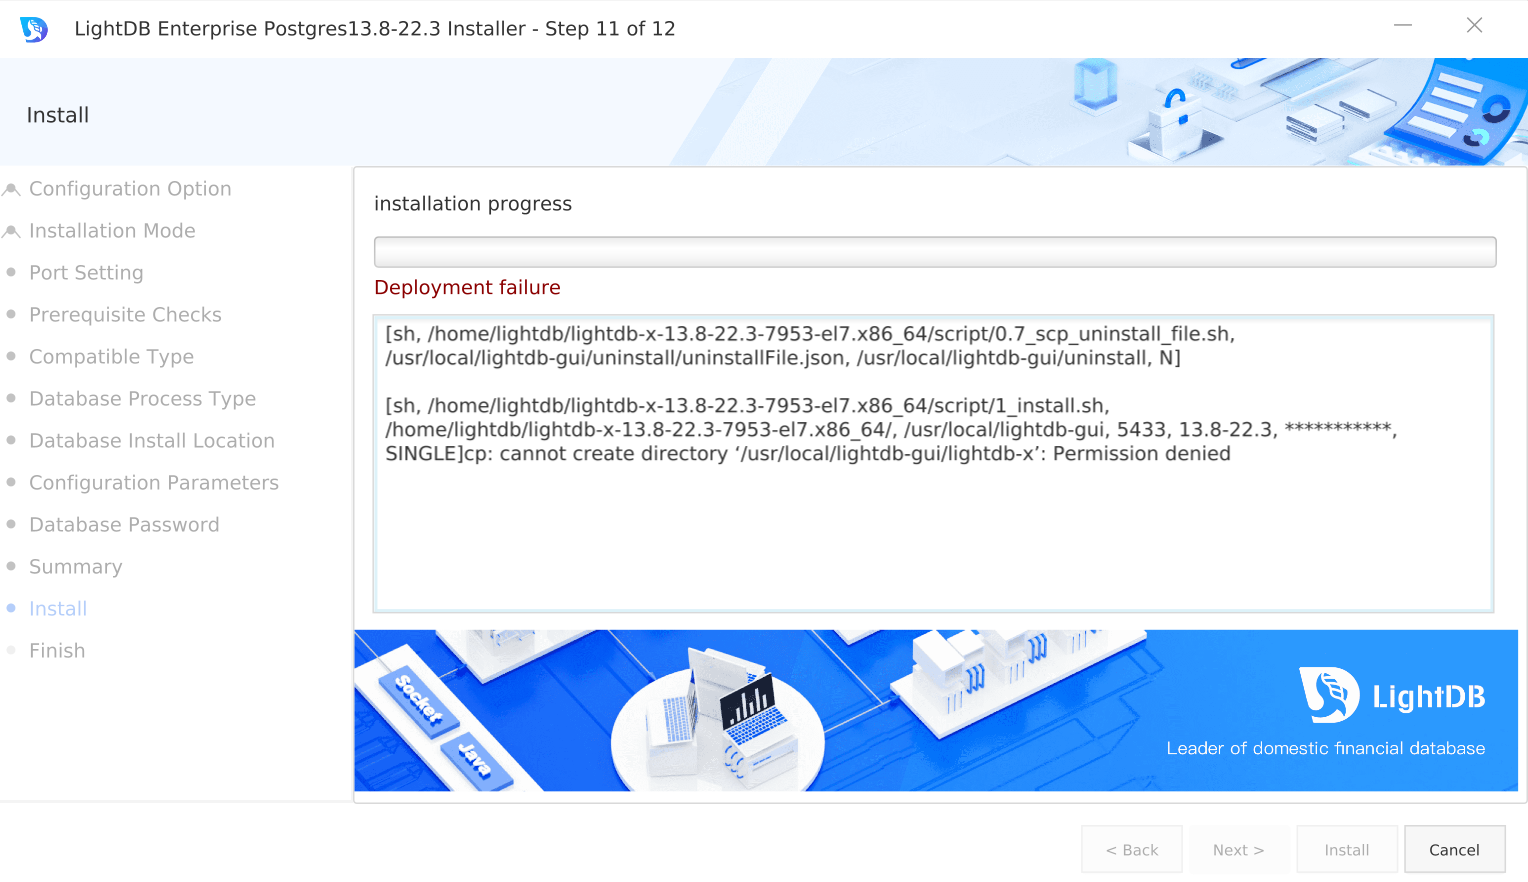 LightDB Enterprise Postgres13.8-22.3 Installer - Step 11 of 12
Install
Configuration Option
Installation Mode
Port Setting
Prerequisite Checks
Compatible Type
Database Process Type
Database Install Location
Configuration Parameters
Database Password
Summary
Install
Finish
installation progress
Deployment failure
[sh, /home/lightdb/lightdb-x-13.8-22.3-7953-el7.x86_64/script/0.7_scp_uninstall_file.sh,
/usr/local/lightdb-gui/uninstall/uninstallFile.json, /usr/local/lightdb-gui/uninstall, N]
[sh, /home/lightdb/lightdb-x-13.8-22.3-7953-el7.x86_64/script/1_install.sh,
/home/lightdb/lightdb-x-13.8-22.3-7953-el7.x86_64/, /usr/local/lightdb-gui, 5433, 13.8-22.3, ***********,
SINGLE]cp: cannot create directory ‘/usr/local/lightdb-gui/lightdb-x’: Permission denied
Socket
Java
LightDB
Leader of domestic financial database
< Back
Next >
Install
Cancel